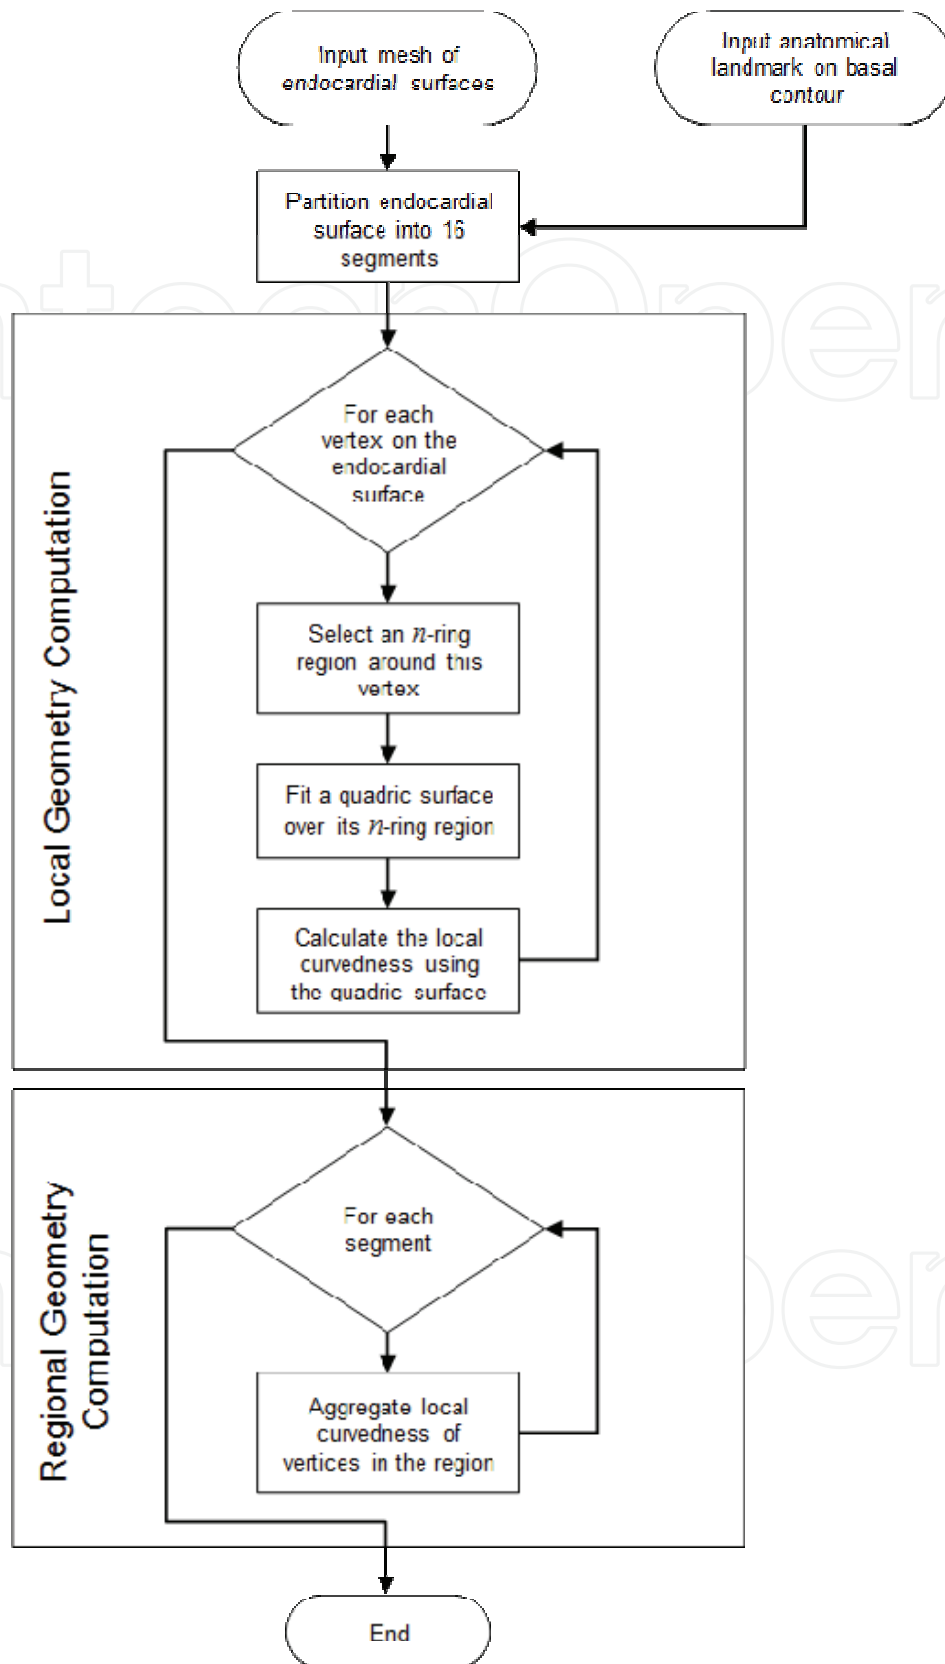 Input mesh of
endocardial surfaces
Input anatomical
landmark on basal
contour
Partition endocardial
surface into 16
segments
Local Geometry Computation
For each
vertex on the
endocardial
surface
Select an n-ring
region around this
vertex
Fit a quadric surface
over its n-ring region
Calculate the local
curvedness using
the quadric surface
Regional Geometry
Computation
For each
segment
Aggregate local
curvedness of
vertices in the region
End